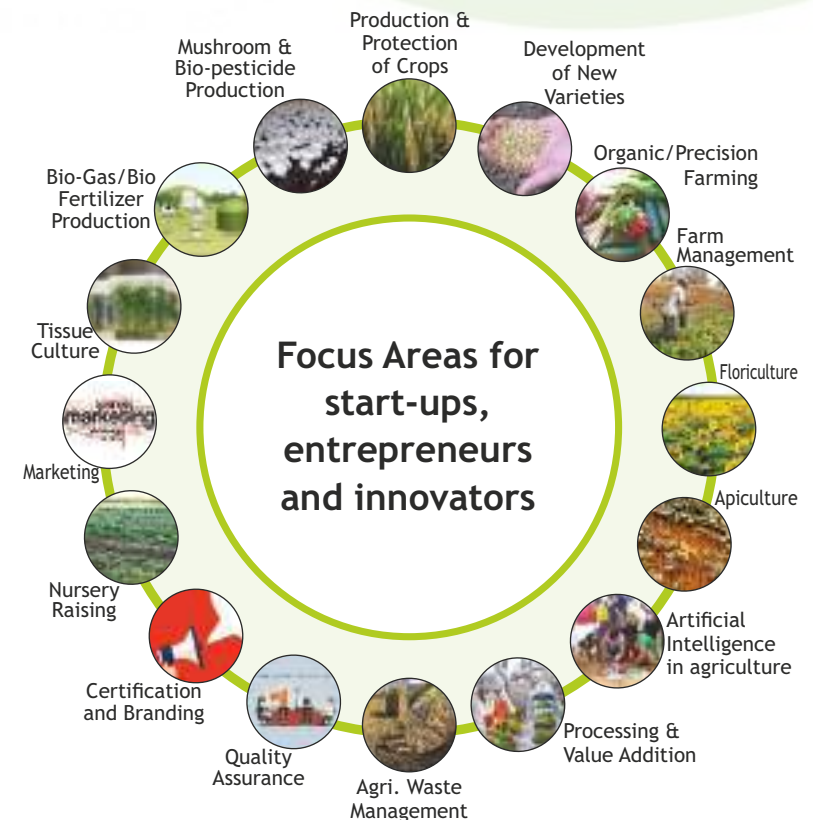 Production &
Protection
of Crops
Development
of New
Varieties
Organic/Precision
Farming
Farm
Management
Floriculture
Apiculture
Artificial
Intelligence
in agriculture
Processing &
Value Addition
Agri. Waste
Management
Quality
Assurance
Certification
and Branding
Nursery
Raising
Marketing
marketing
Tissue
Culture
Bio-Gas/Bio
Fertilizer
Production
Mushroom &
Bio-pesticide
Production
Focus Areas for
start-ups,
entrepreneurs
and innovators